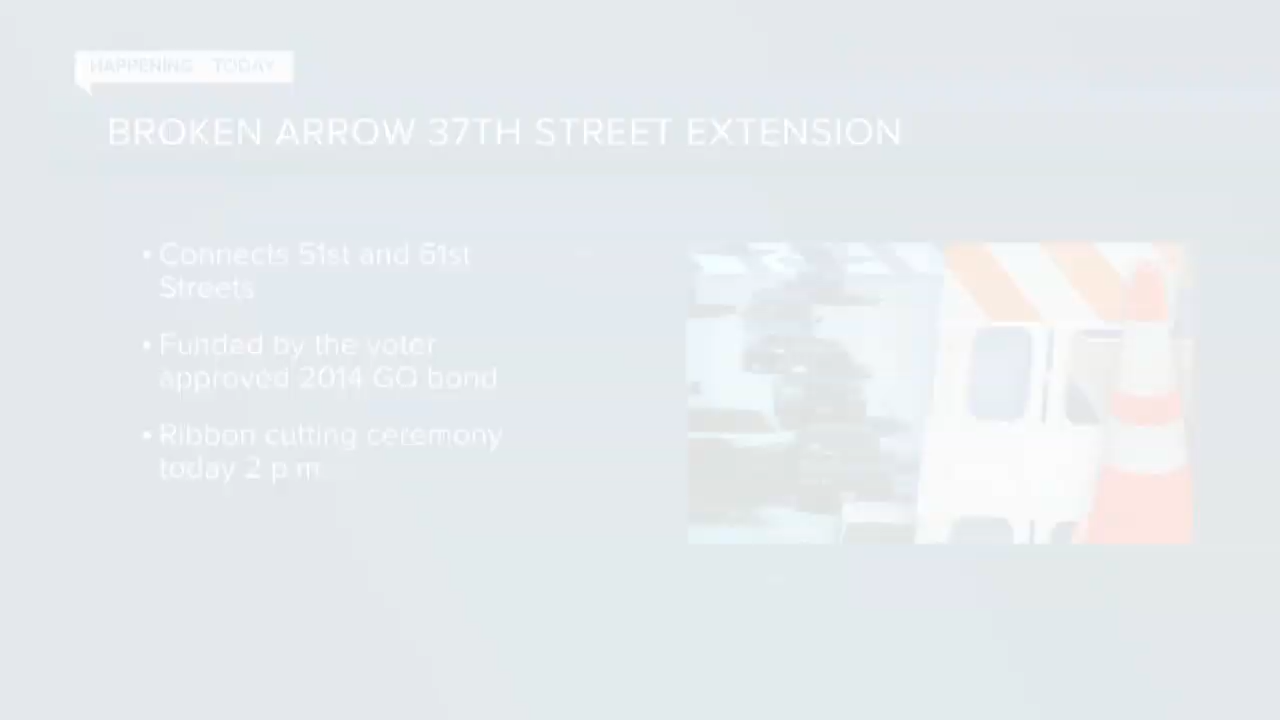 HAPPENING TODAY
BROKEN ARROW 37TH STREET EXTENSION
• Connects 51st and 61st
Streets
• Funded by the voter
approved 2014 GO bond
• Ribbon cutting ceremony
today 2 p.m.